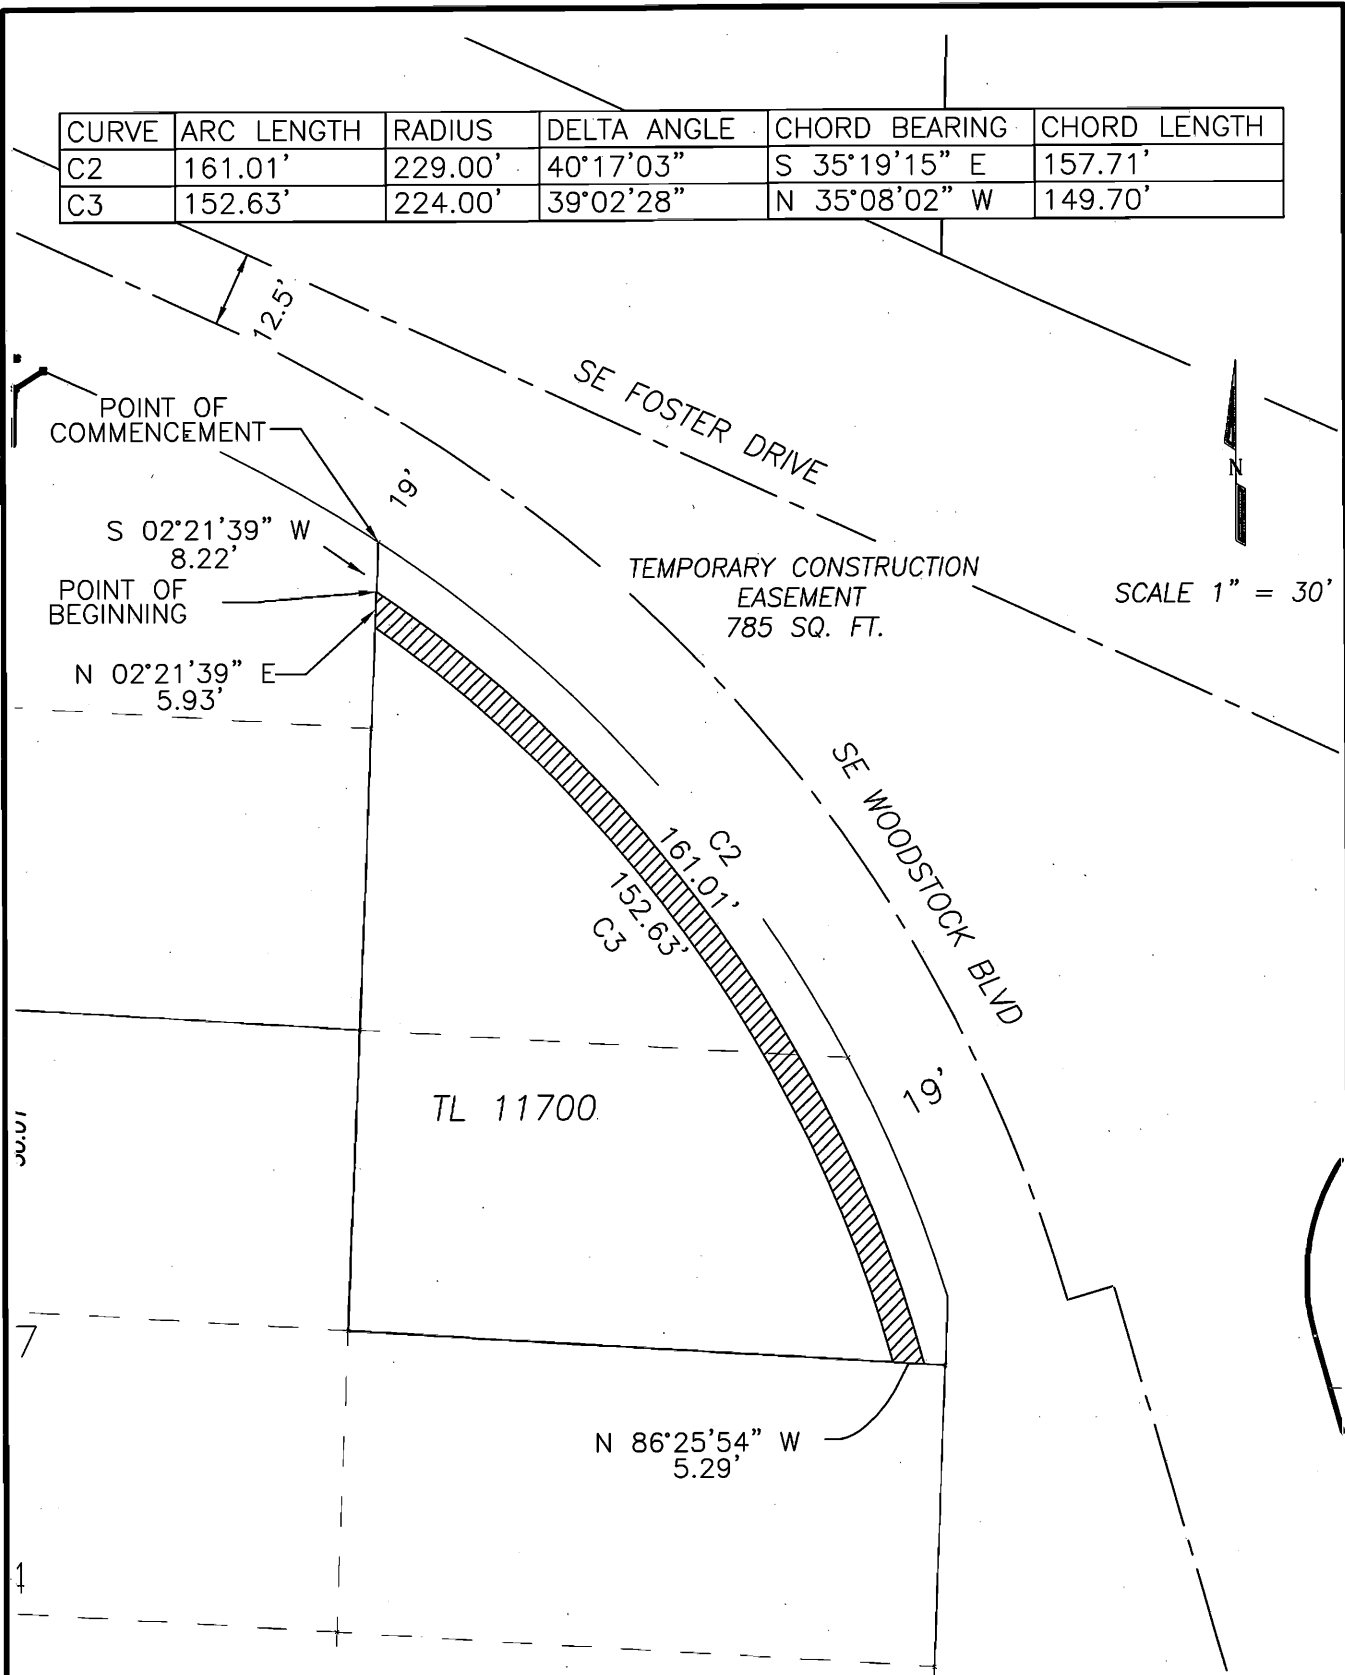 CURVE ARC LENGTH RADIUS DELTA ANGLE CHORD BEARING CHORD LENGTH
C2 161.01' 229.00' 40°17'03" S 35°19'15" E 157.71'
C3 152.63' 224.00' 39°02'28" N 35°08'02" W 149.70'
12.5'
SE FOSTER DRIVE
POINT OF
COMMENCEMENT
19'
N
S 02°21'39" W
8.22'
TEMPORARY CONSTRUCTION
EASEMENT
785 SQ. FT.
SCALE 1" = 30'
POINT OF
BEGINNING
N 02°21'39" E
5.93'
SE WOODSTOCK BLVD
C2
161.01'
152.63'
C3
19'
TL 11700
7
N 86°25'54" W
5.29'
1